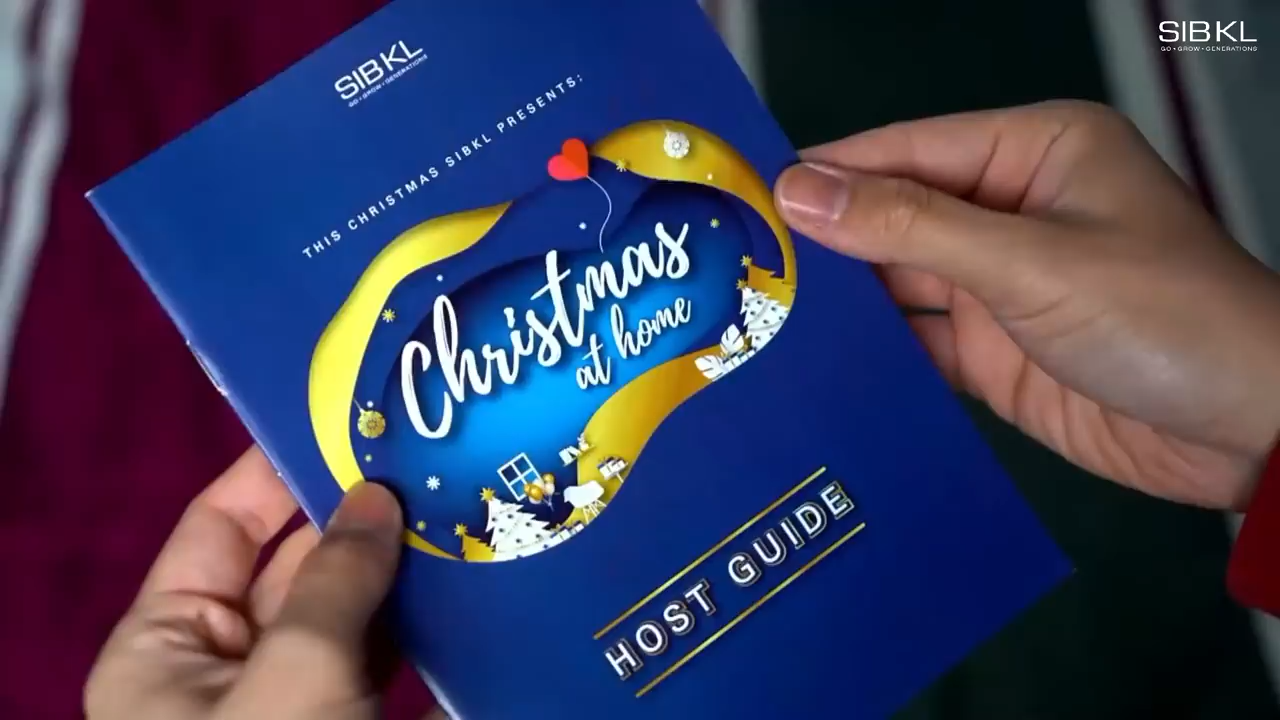 SIBKL
GO • GROW • GENERATIONS
SIBKL
GO • GROW • GENERATIONS
THIS CHRISTMAS SIBKL PRESENTS:
Christmas
at home
HOST GUIDE